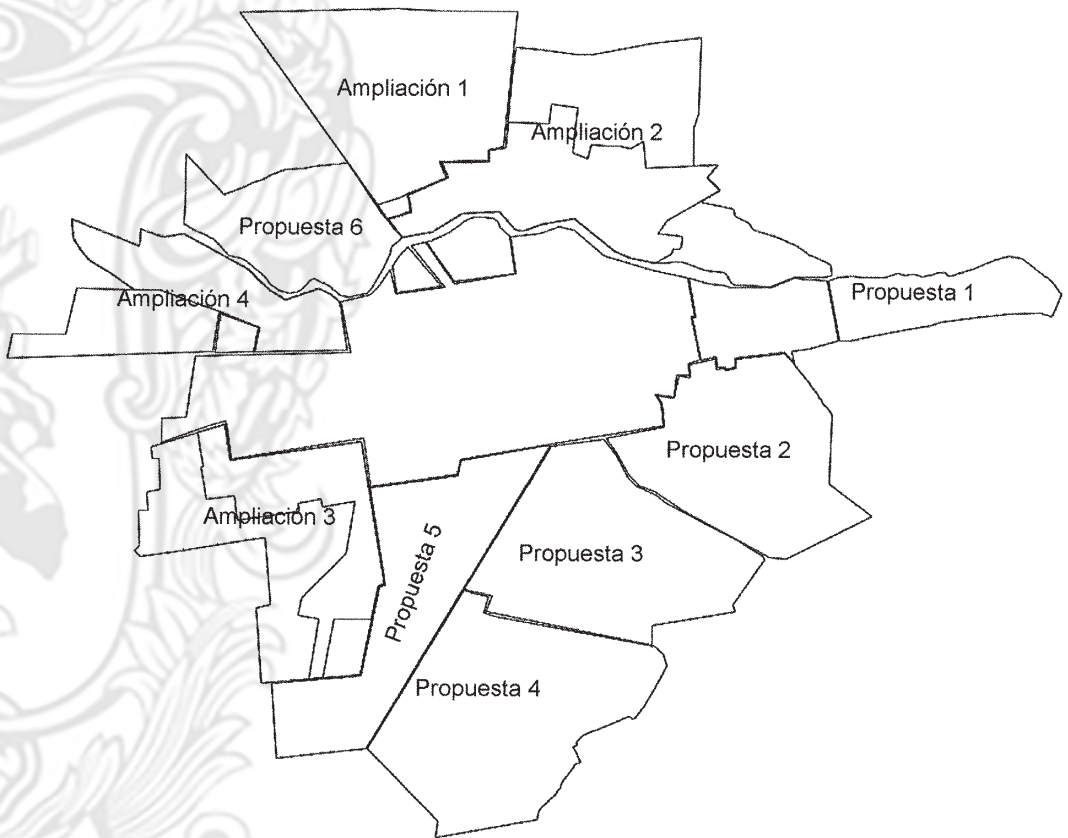 Ampliación 1
Ampliación 2
Propuesta 6
Ampliación 4
Propuesta 1
Propuesta 2
Ampliación 3
Propuesta 5
Propuesta 3
Propuesta 4